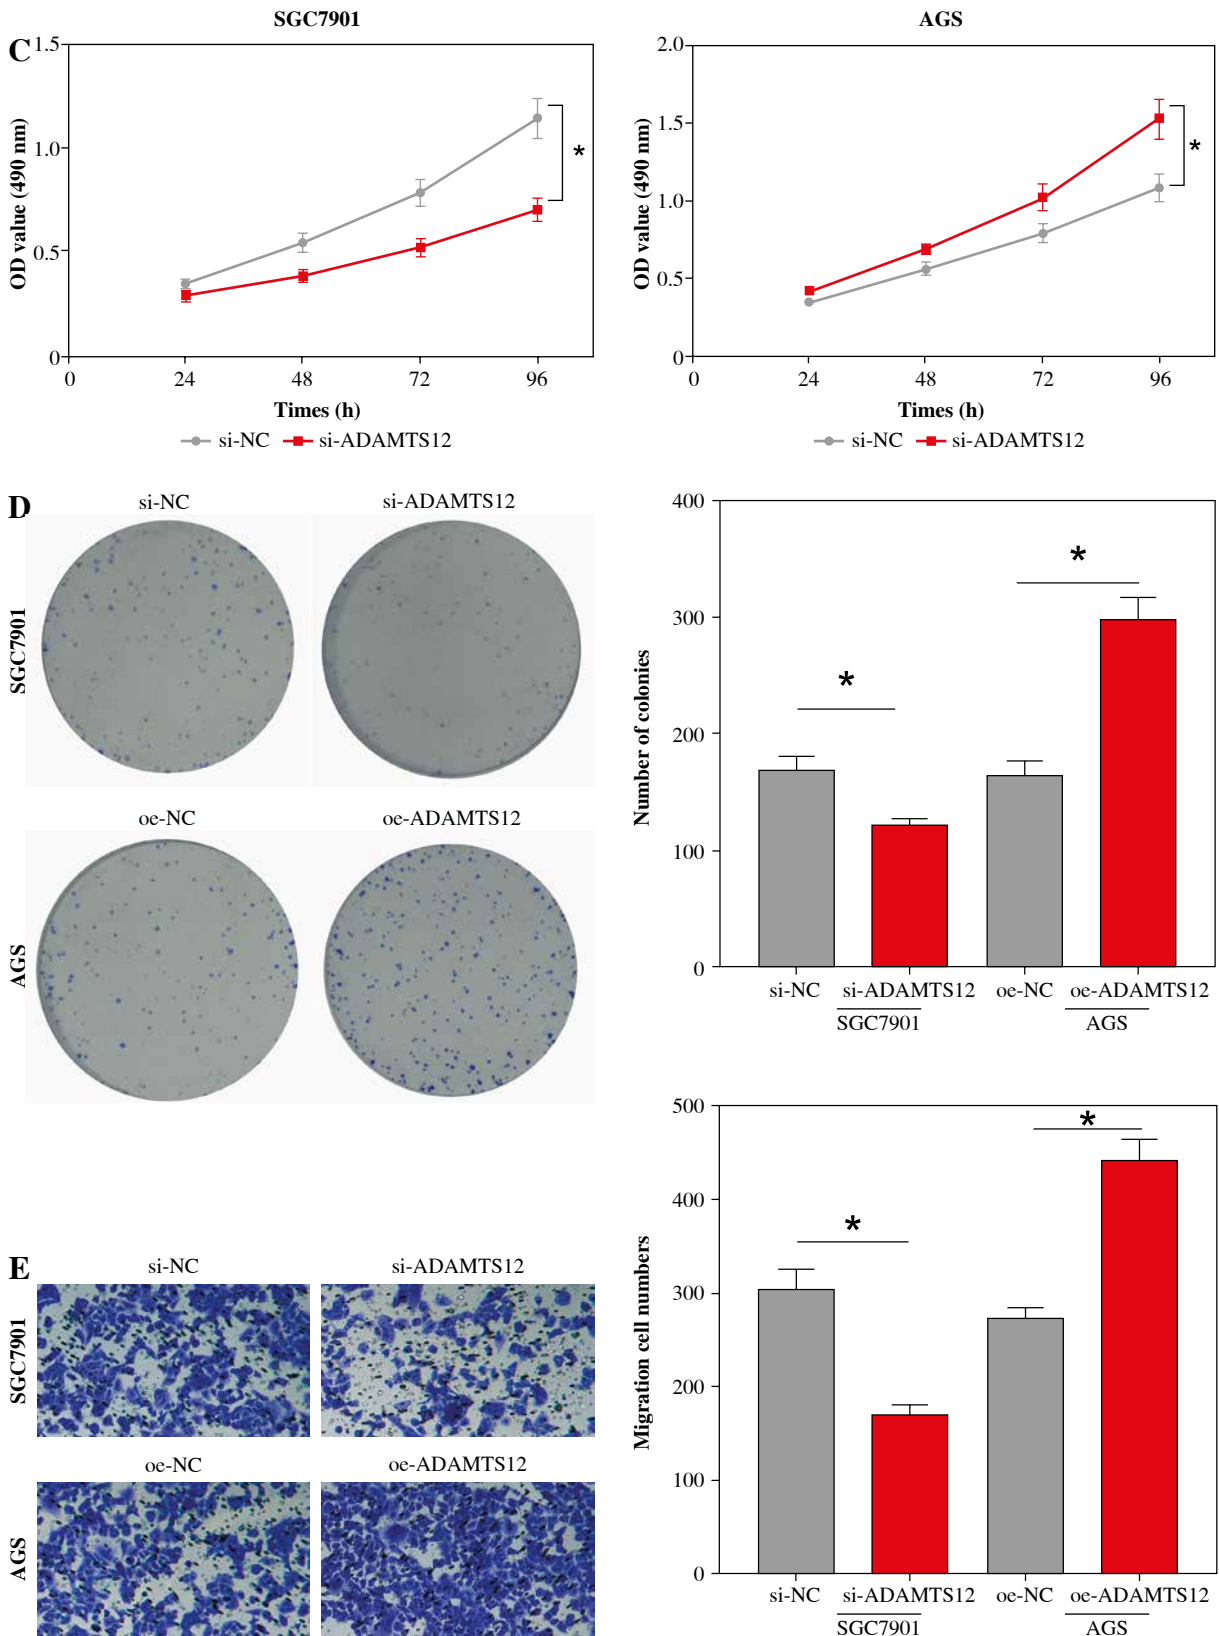 SGC7901
AGS
C
1.5
1.0
0.5
0
OD value (490 nm)
0 24 48 72 96
Times (h)
si-NC si-ADAMTS12
*
2.0
1.5
1.0
0.5
0
OD value (490 nm)
0 24 48 72 96
Times (h)
si-NC si-ADAMTS12
*
D
si-NC si-ADAMTS12
SGC7901
oe-NC oe-ADAMTS12
AGS
400
300
200
100
0
Number of colonies
*
*
si-NC si-ADAMTS12 oe-NC oe-ADAMTS12
SGC7901 AGS
E
si-NC si-ADAMTS12
SGC7901
oe-NC oe-ADAMTS12
AGS
500
400
300
200
100
0
Migration cell numbers
*
*
si-NC si-ADAMTS12 oe-NC oe-ADAMTS12
SGC7901 AGS